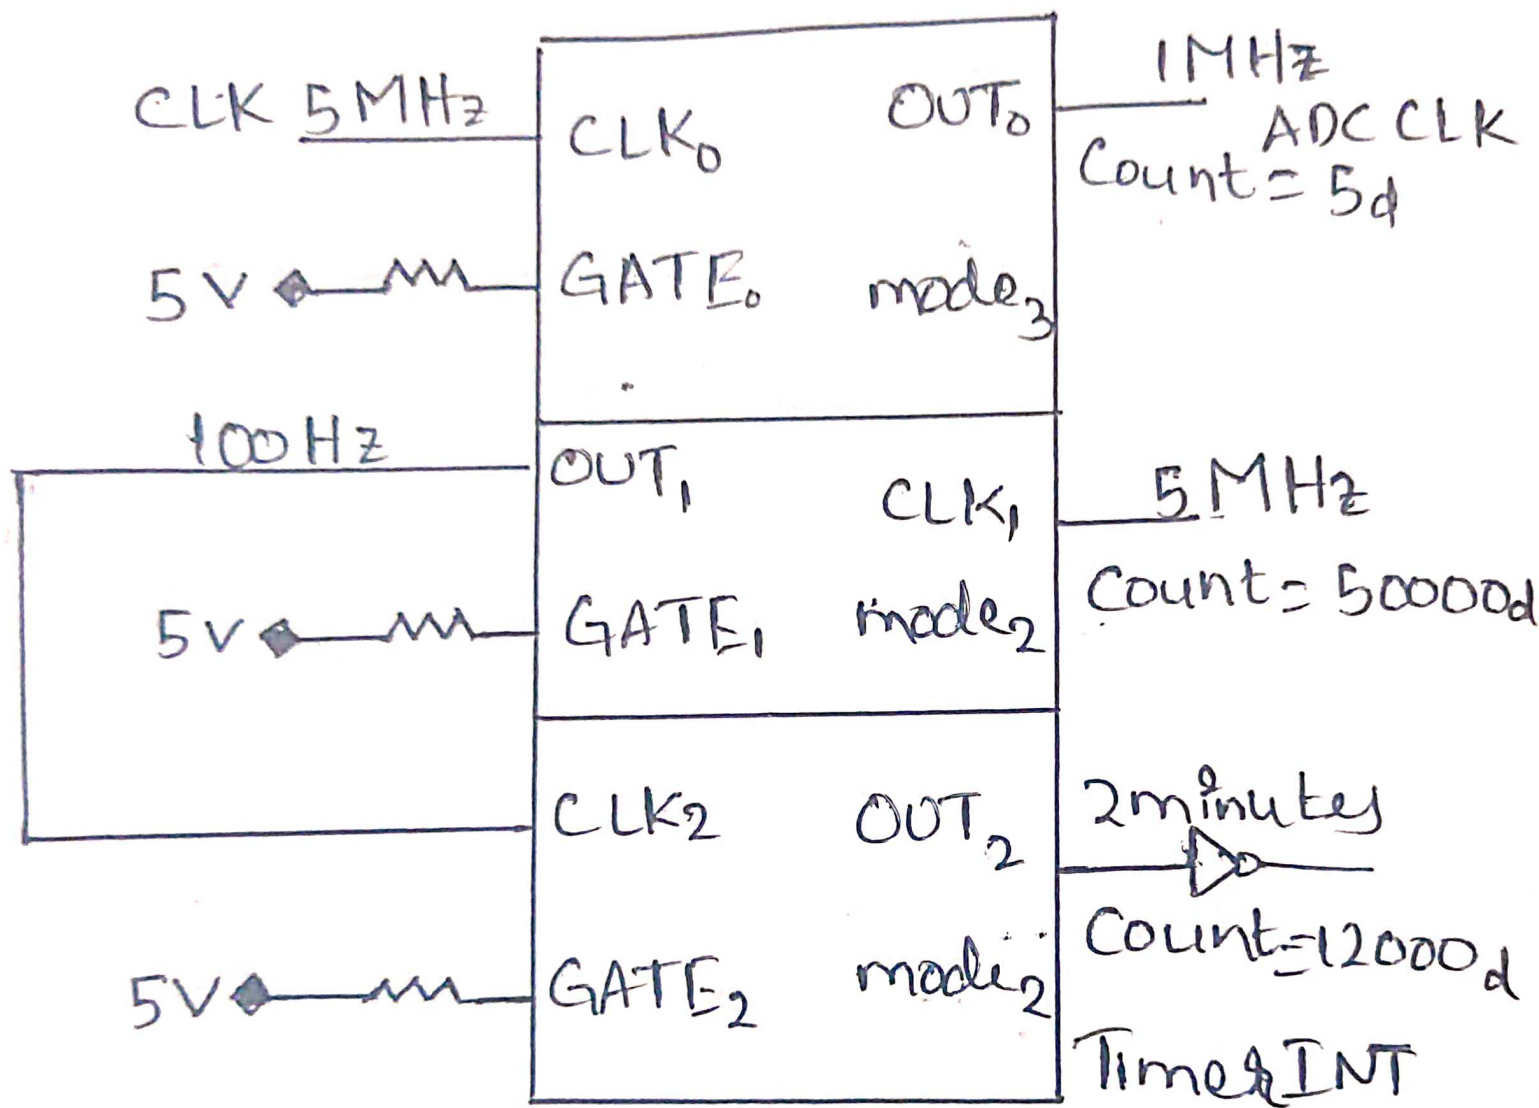 CLK 5MHz
CLK0
OUT0
1MHz
ADC CLK
Count = 5d
5V
GATE0
mode3
100Hz
OUT1
CLK1
5MHz
Count = 50000d
5V
GATE1
mode2
CLK2
OUT2
2minutes
Count=12000d
5V
GATE2
mode2
Timer INT